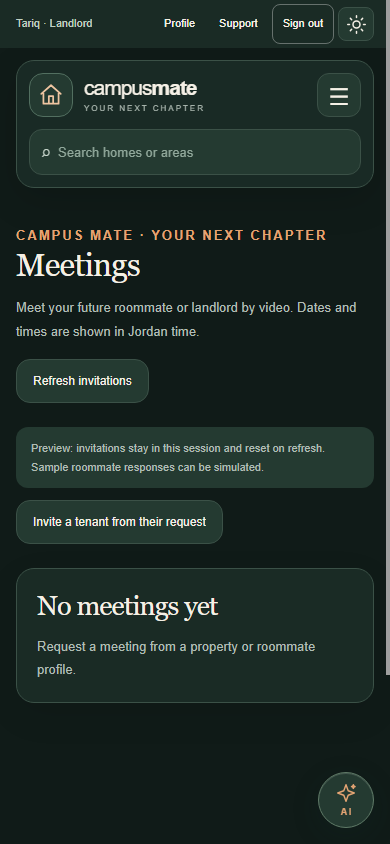 Tariq · Landlord
Profile
Support
Sign out
campusmate
YOUR NEXT CHAPTER
Search homes or areas
CAMPUS MATE · YOUR NEXT CHAPTER
Meetings
Meet your future roommate or landlord by video. Dates and
times are shown in Jordan time.
Refresh invitations
Preview: invitations stay in this session and reset on refresh.
Sample roommate responses can be simulated.
Invite a tenant from their request
No meetings yet
Request a meeting from a property or roommate
profile.
AI